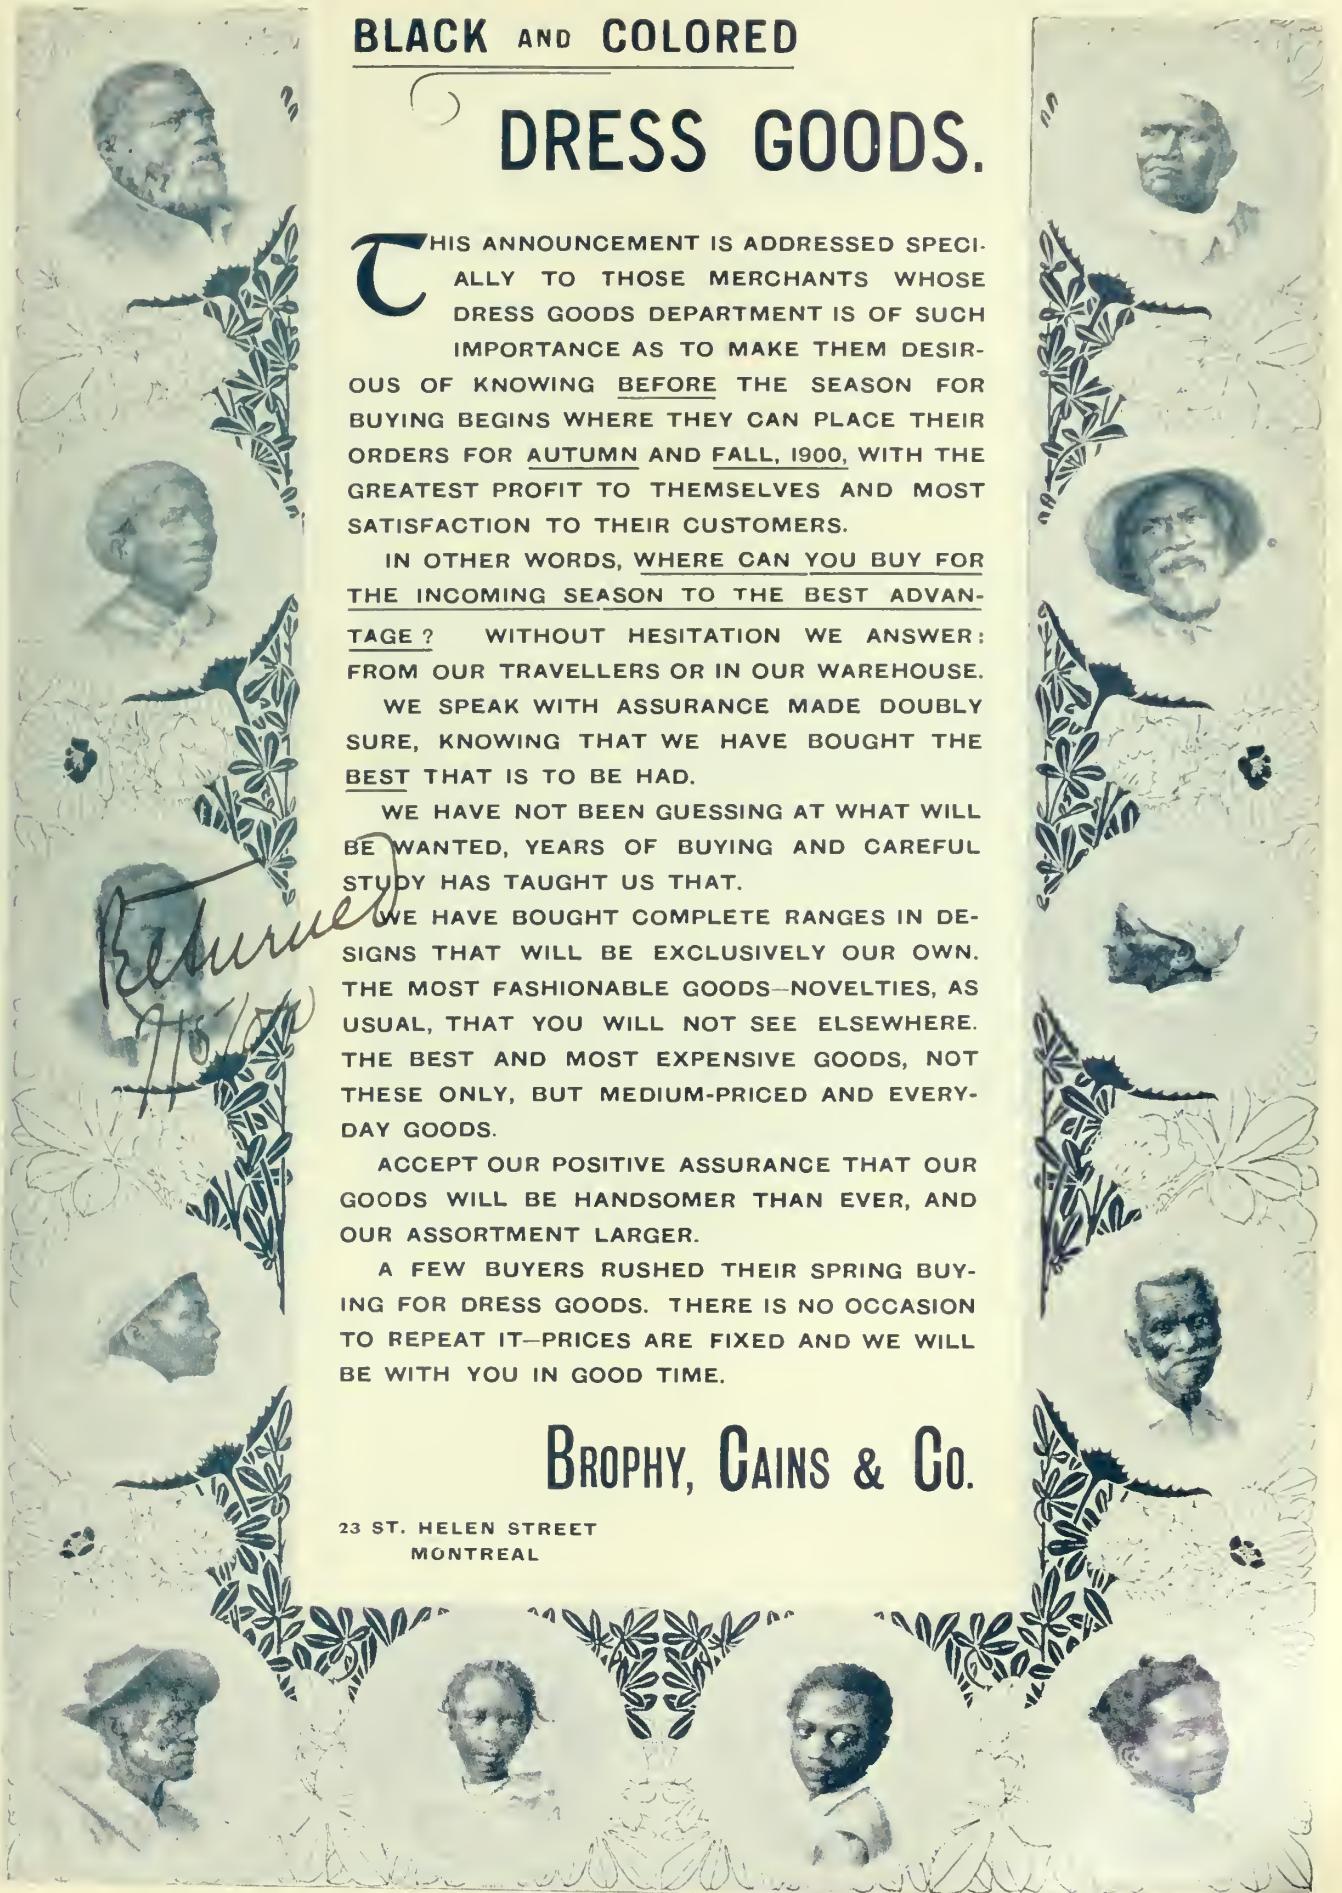 BLACK AND COLORED
DRESS GOODS.
THIS ANNOUNCEMENT IS ADDRESSED SPECI-
ALLY TO THOSE MERCHANTS WHOSE
DRESS GOODS DEPARTMENT IS OF SUCH
IMPORTANCE AS TO MAKE THEM DESIR-
OUS OF KNOWING BEFORE THE SEASON FOR
BUYING BEGINS WHERE THEY CAN PLACE THEIR
ORDERS FOR AUTUMN AND FALL, 1900, WITH THE
GREATEST PROFIT TO THEMSELVES AND MOST
SATISFACTION TO THEIR CUSTOMERS.
IN OTHER WORDS, WHERE CAN YOU BUY FOR
THE INCOMING SEASON TO THE BEST ADVAN-
TAGE? WITHOUT HESITATION WE ANSWER:
FROM OUR TRAVELLERS OR IN OUR WAREHOUSE.
WE SPEAK WITH ASSURANCE MADE DOUBLY
SURE, KNOWING THAT WE HAVE BOUGHT THE
BEST THAT IS TO BE HAD.
WE HAVE NOT BEEN GUESSING AT WHAT WILL
BE WANTED, YEARS OF BUYING AND CAREFUL
STUDY HAS TAUGHT US THAT.
WE HAVE BOUGHT COMPLETE RANGES IN DE-
SIGNS THAT WILL BE EXCLUSIVELY OUR OWN.
THE MOST FASHIONABLE GOODS—NOVELTIES, AS
USUAL, THAT YOU WILL NOT SEE ELSEWHERE.
THE BEST AND MOST EXPENSIVE GOODS, NOT
THESE ONLY, BUT MEDIUM-PRICED AND EVERY-
DAY GOODS.
ACCEPT OUR POSITIVE ASSURANCE THAT OUR
GOODS WILL BE HANDSOMER THAN EVER, AND
OUR ASSORTMENT LARGER.
A FEW BUYERS RUSHED THEIR SPRING BUY-
ING FOR DRESS GOODS. THERE IS NO OCCASION
TO REPEAT IT—PRICES ARE FIXED AND WE WILL
BE WITH YOU IN GOOD TIME.
BROPHY, CAINS & CO.
23 ST. HELEN STREET
MONTREAL
Returned